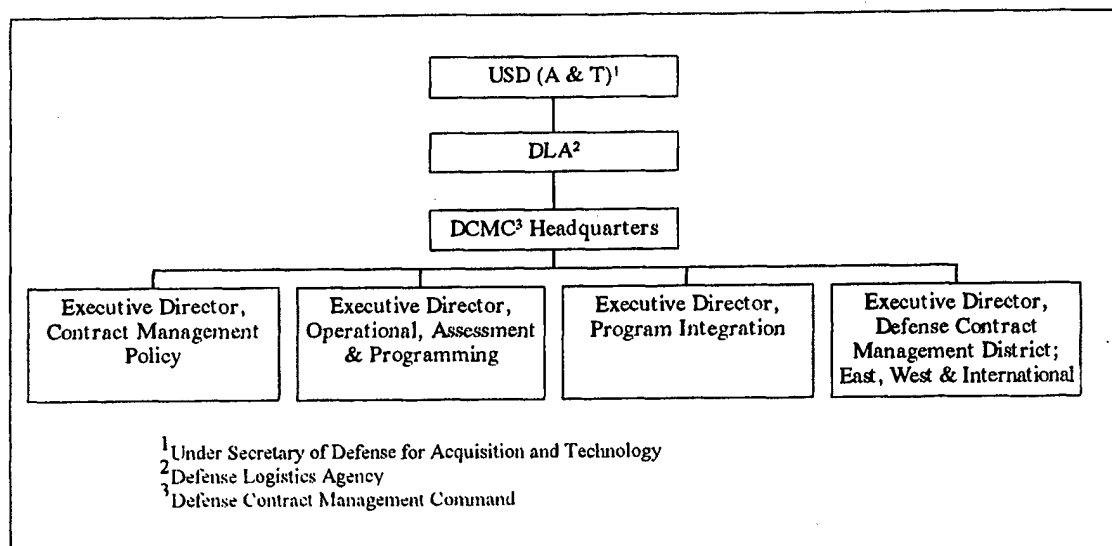 USD (A & T)¹
DLA²
DCMC³ Headquarters
Executive Director,
Contract Management
Policy
Executive Director,
Operational, Assessment
& Programming
Executive Director,
Program Integration
Executive Director,
Defense Contract
Management District;
East, West & International
¹Under Secretary of Defense for Acquisition and Technology
²Defense Logistics Agency
³Defense Contract Management Command